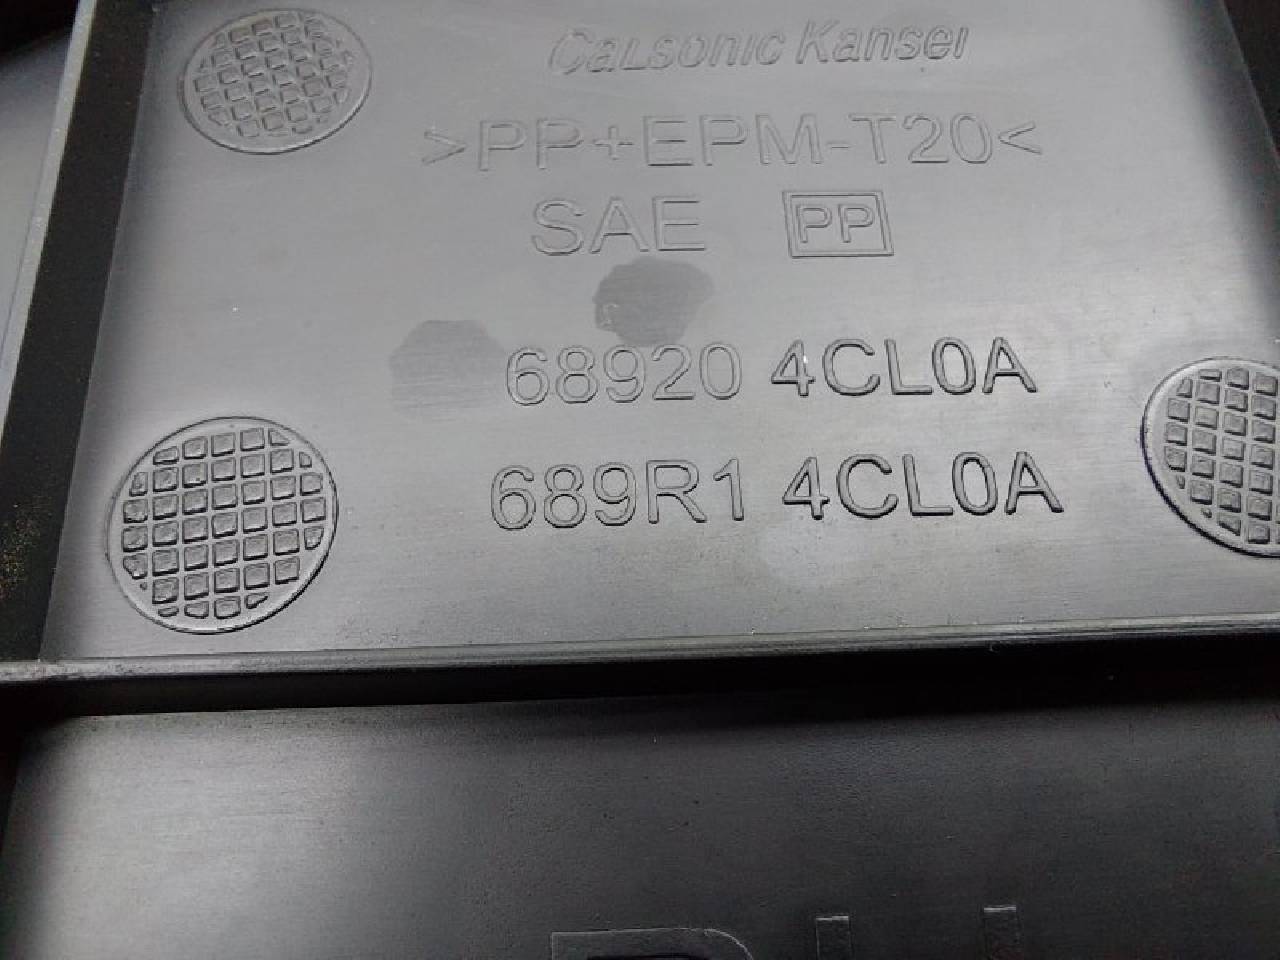 CaLsonic Kansei
>PP+EPM-T20<
SAE PP
68920 4CL0A
689R1 4CL0A